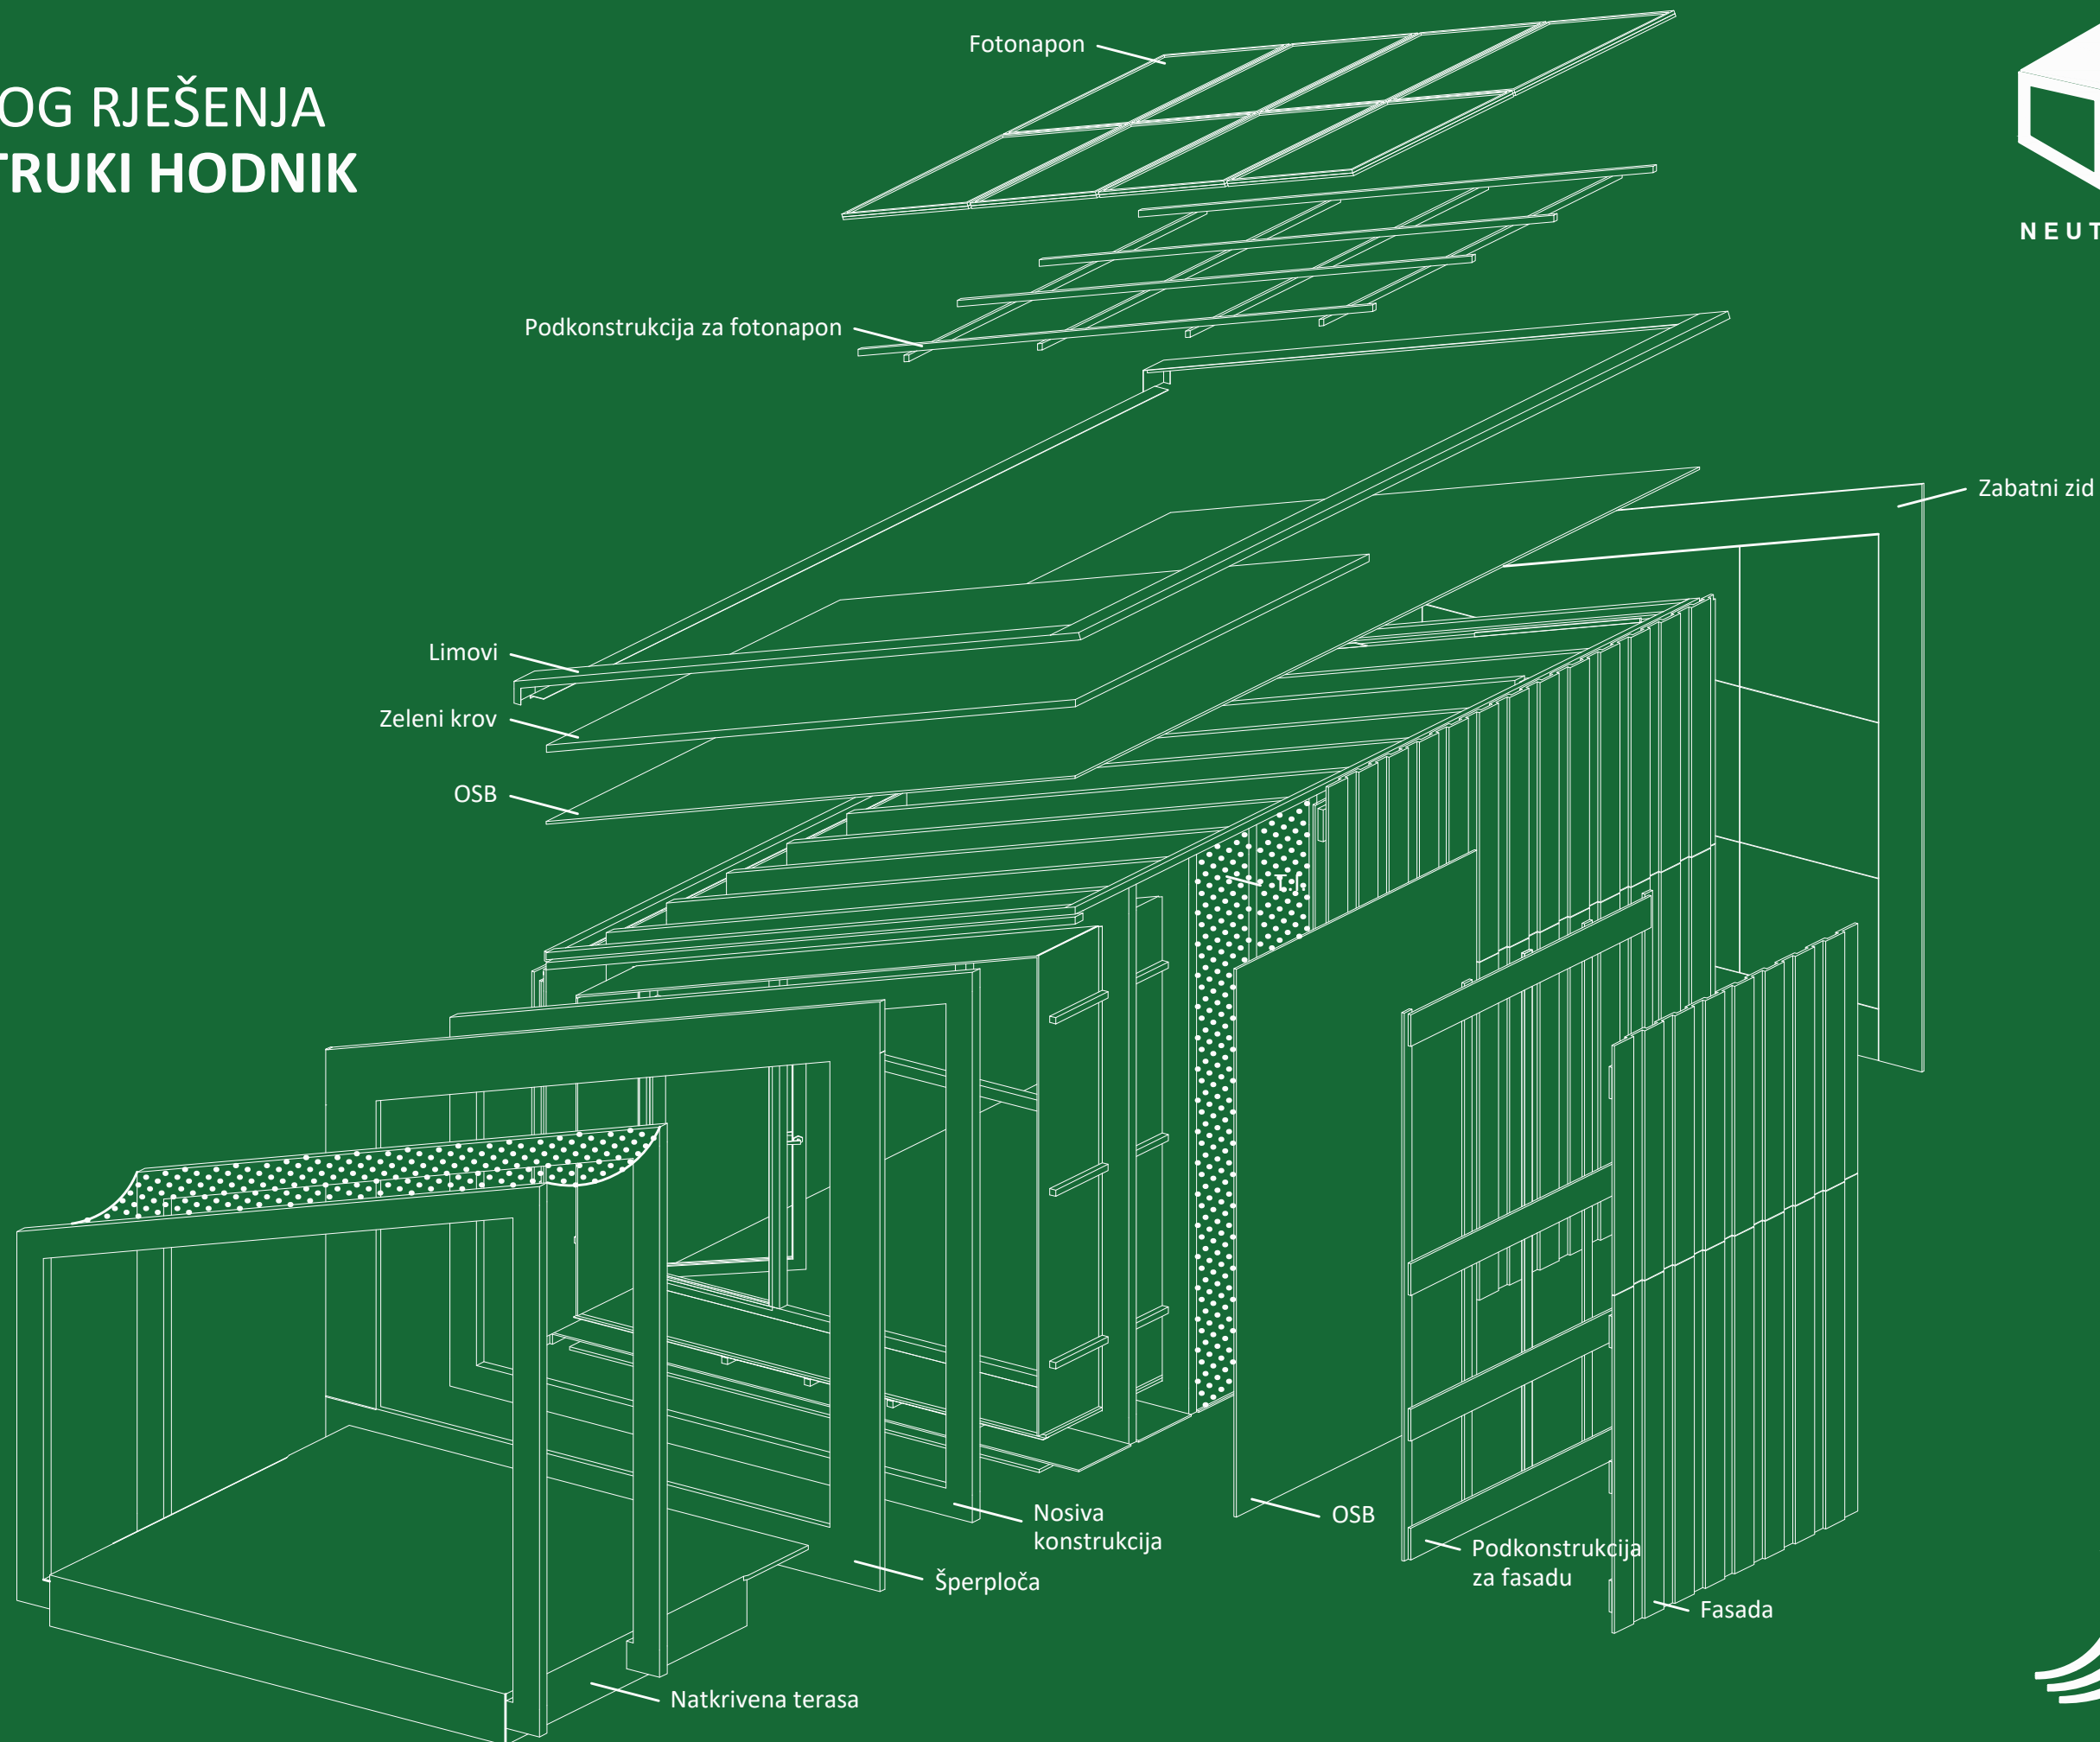 OG RJEŠENJA
TRUKI HODNIK
NEUT
Fotonapon
Podkonstrukcija za fotonapon
Zabatni zid
Limovi
Zeleni krov
OSB
T.I.
Nosiva
konstrukcija
OSB
Šperploča
Podkonstrukcija
za fasadu
Fasada
Natkrivena terasa